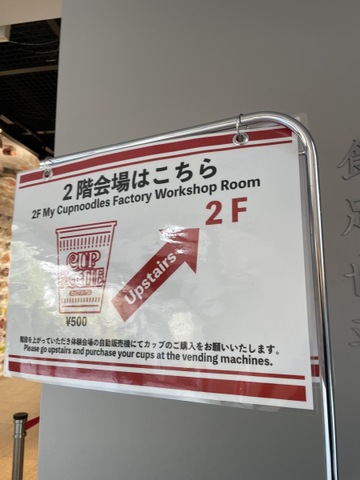 2階会場はこちら
2F My Cupnoodles Factory Workshop Room
2F
CUP
NOODLE
Upstairs
¥500
階段を上がっていただき体験会場の自動販売機にてカップのご購入をお願いいたします。
Please go upstairs and purchase your cups at the vending machines.